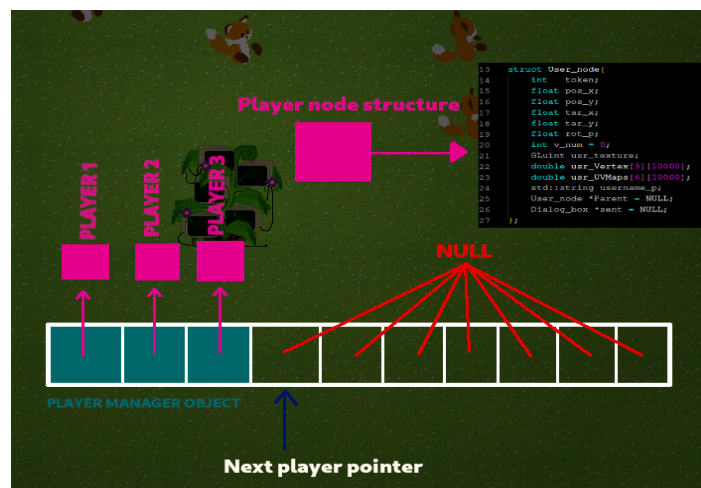 Player node structure
13 struct User_node{
14 int token;
15 float pos_x;
16 float pos_y;
17 float tar_x;
18 float tar_y;
19 float rot_p;
20 int v_num = 0;
21 GLuint usr_texture;
22 double usr_Vertex[9][10000];
23 double usr_UVMaps[6][10000];
24 std::string username_p;
25 User_node *Parent = NULL;
26 Dialog_box *sent = NULL;
27 };
PLAYER 1
PLAYER 2
PLAYER 3
NULL
PLAYER MANAGER OBJECT
Next player pointer